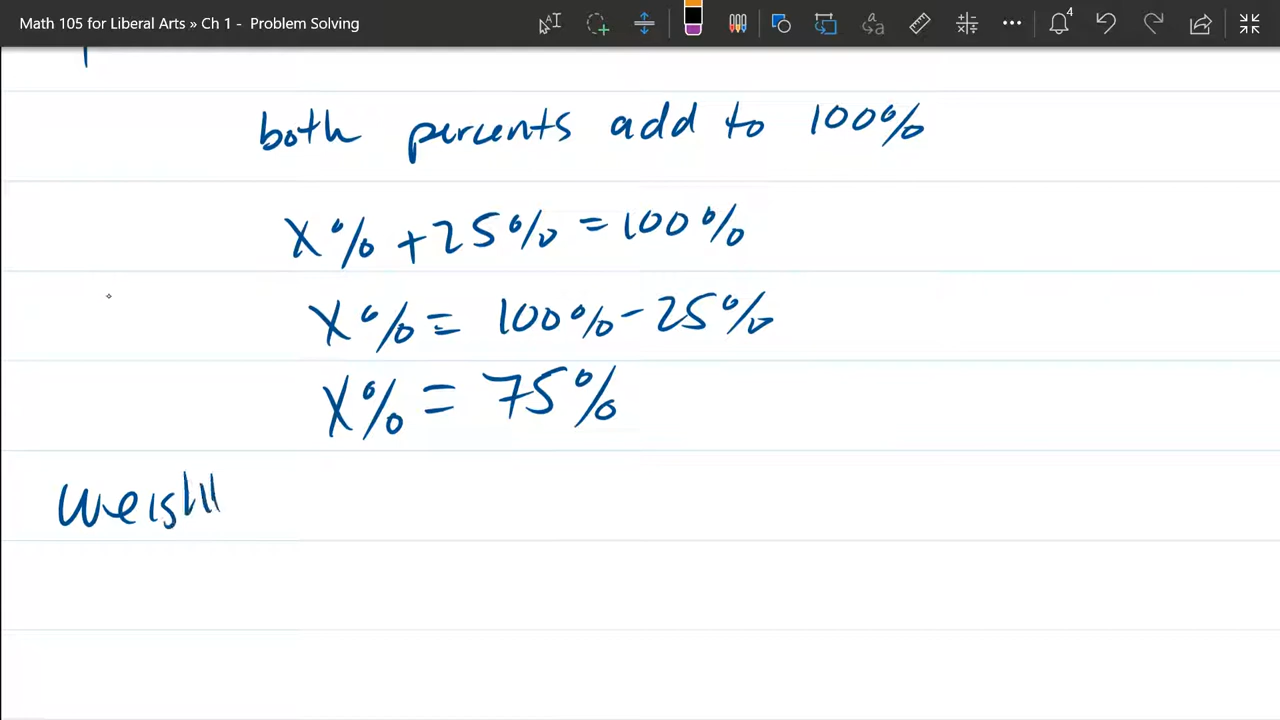 Math 105 for Liberal Arts » Ch 1 - Problem Solving
4
both percents add to 100%
X% + 25% = 100%
X% = 100% - 25%
X% = 75%